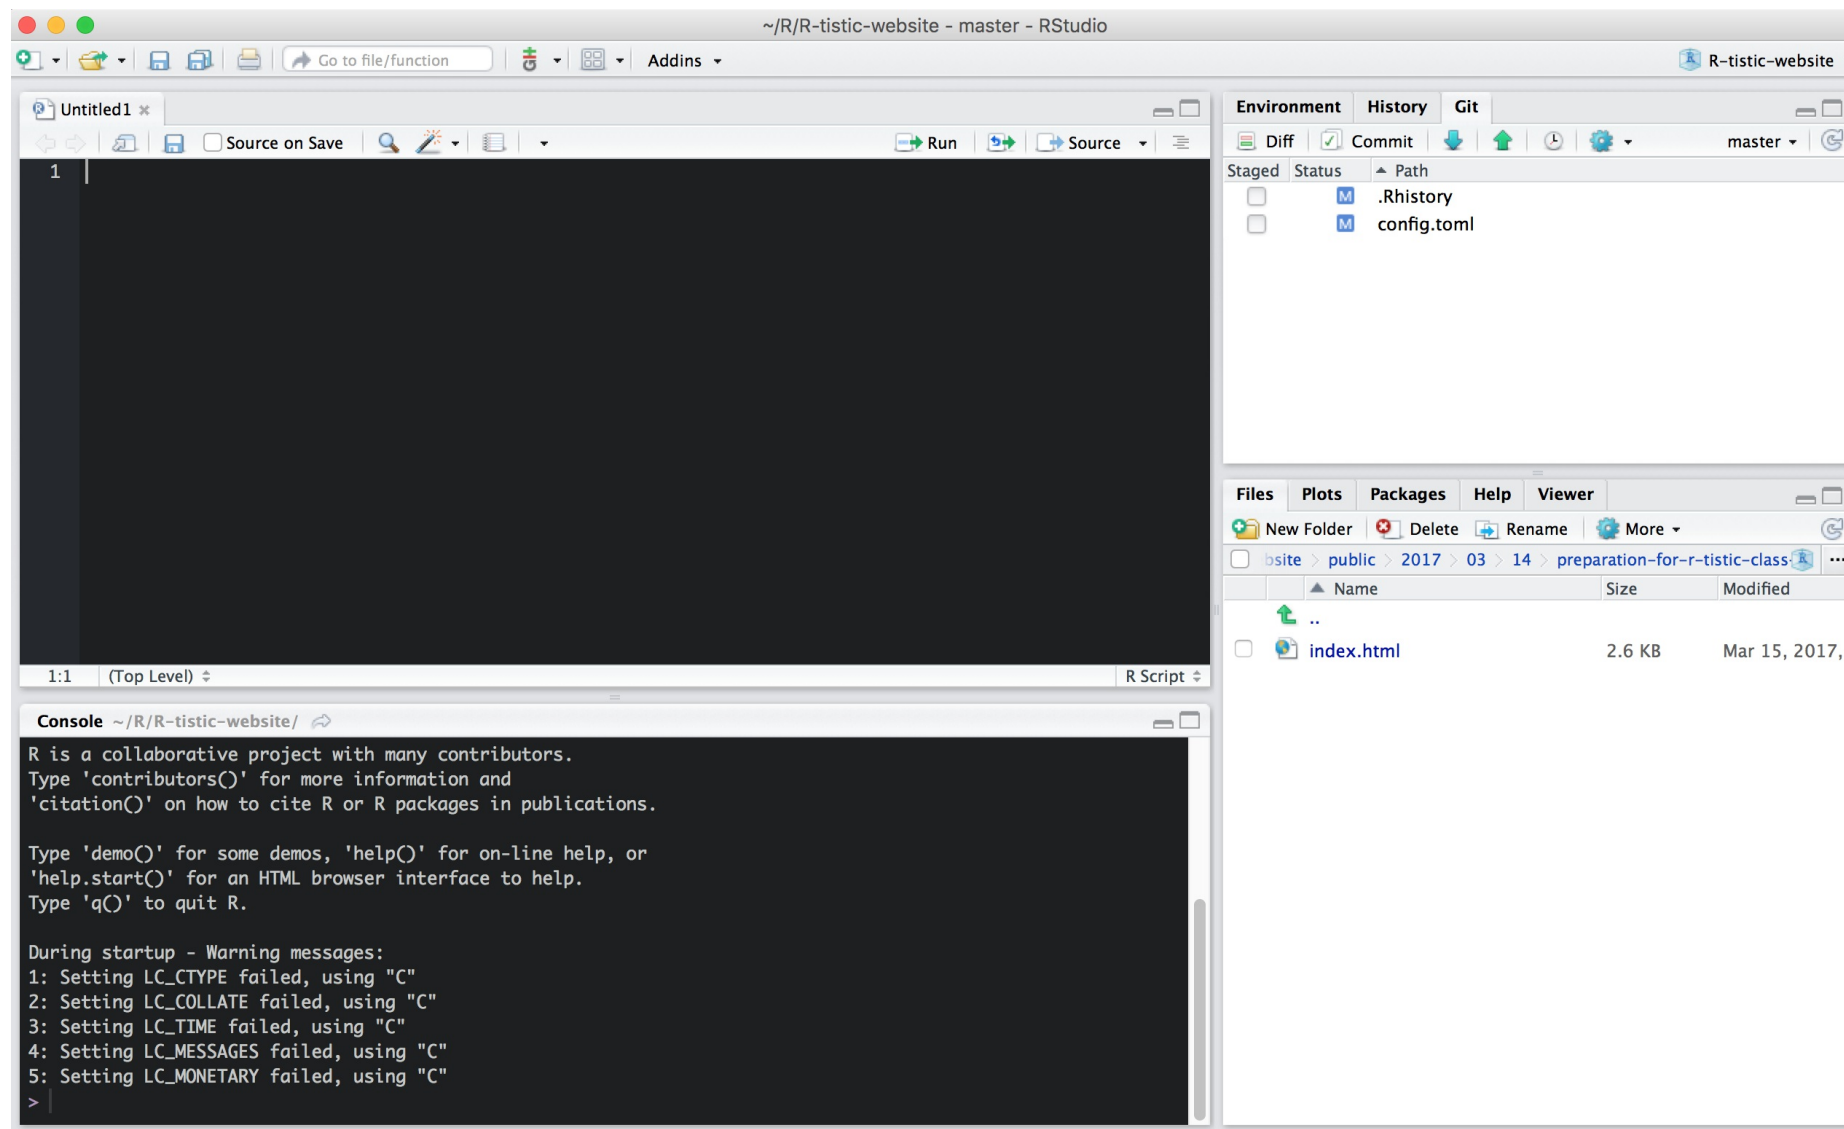 ~/R/R-tistic-website - master - RStudio
Go to file/function
Addins
R-tistic-website
Untitled1
Source on Save
Run
Source
1
1:1
(Top Level)
R Script
Console ~/R/R-tistic-website/
R is a collaborative project with many contributors.
Type 'contributors()' for more information and
'citation()' on how to cite R or R packages in publications.
Type 'demo()' for some demos, 'help()' for on-line help, or
'help.start()' for an HTML browser interface to help.
Type 'q()' to quit R.
During startup - Warning messages:
1: Setting LC_CTYPE failed, using "C"
2: Setting LC_COLLATE failed, using "C"
3: Setting LC_TIME failed, using "C"
4: Setting LC_MESSAGES failed, using "C"
5: Setting LC_MONETARY failed, using "C"
>
Environment History Git
Diff Commit master
Staged Status Path
M .Rhistory
M config.toml
Files Plots Packages Help Viewer
New Folder Delete Rename More
bsite > public > 2017 > 03 > 14 > preparation-for-r-tistic-class- ...
Name Size Modified
..
index.html 2.6 KB Mar 15, 2017,